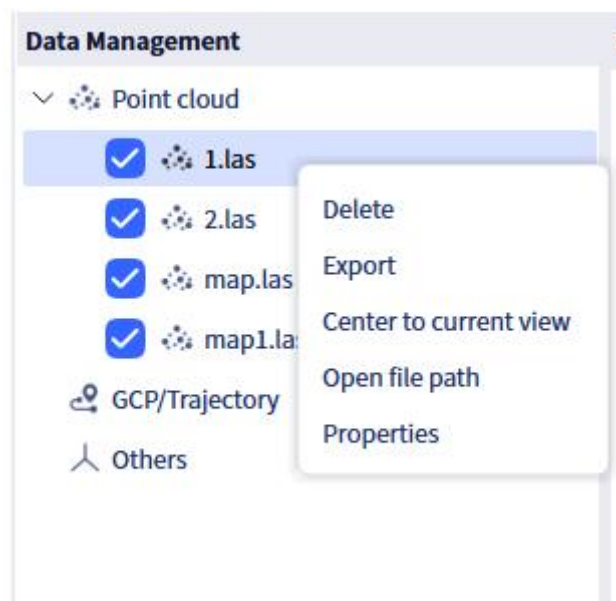 Data Management
Point cloud
1.las
2.las
map.las
map1.la
GCP/Trajectory
Others
Delete
Export
Center to current view
Open file path
Properties